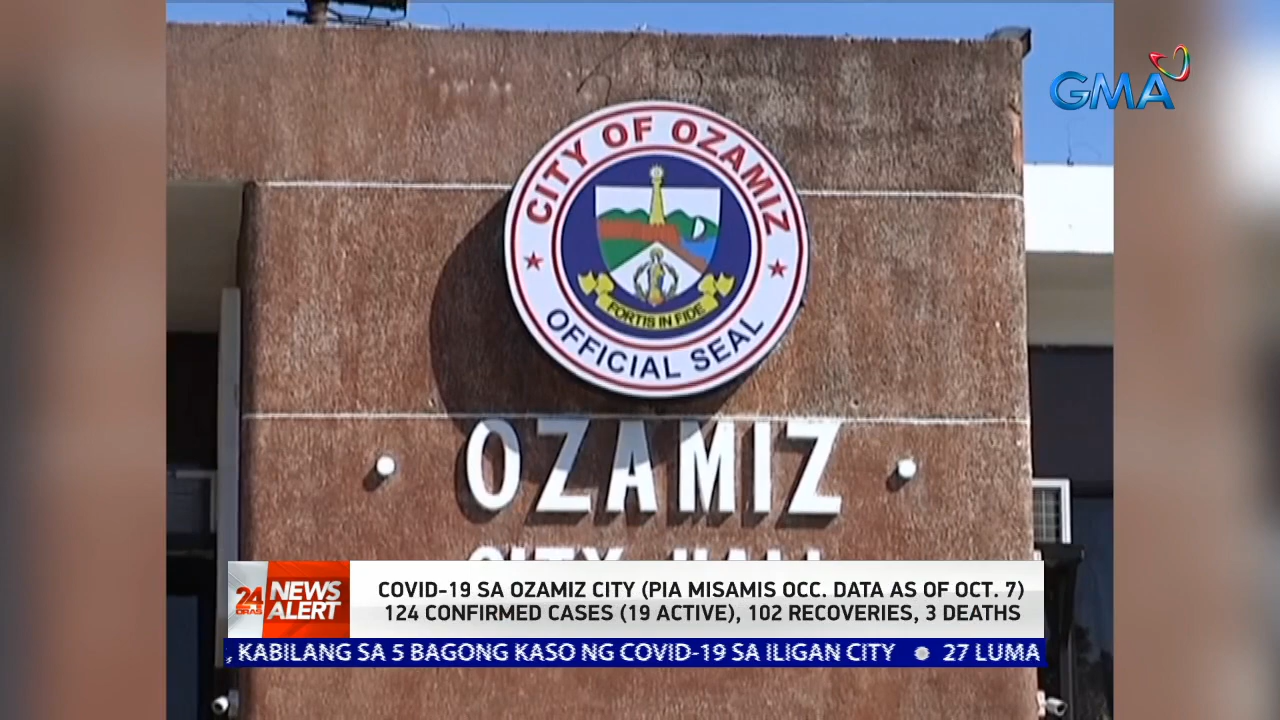 GMA
CITY OF OZAMIZ
FORTIS IN FIDE
OFFICIAL SEAL
OZAMIZ
CITY HALL
24 ORAS
NEWS ALERT
COVID-19 SA OZAMIZ CITY (PIA MISAMIS OCC. DATA AS OF OCT. 7)
124 CONFIRMED CASES (19 ACTIVE), 102 RECOVERIES, 3 DEATHS
, KABILANG SA 5 BAGONG KASO NG COVID-19 SA ILIGAN CITY 27 LUMA